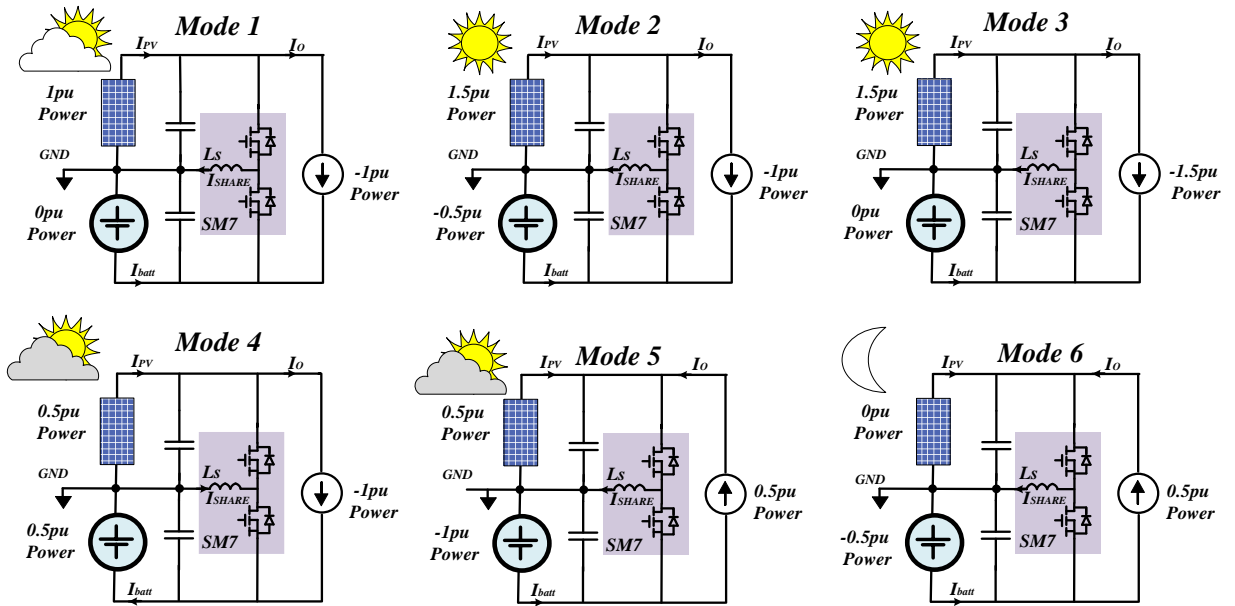 Mode 1
IPV
IO
1pu
Power
GND
LS
ISHARE
-1pu
Power
0pu
Power
SM7
Ibatt
Mode 2
IPV
IO
1.5pu
Power
GND
LS
ISHARE
-1pu
Power
-0.5pu
Power
SM7
Ibatt
Mode 3
IPV
IO
1.5pu
Power
GND
LS
ISHARE
-1.5pu
Power
0pu
Power
SM7
Ibatt
Mode 4
IPV
IO
0.5pu
Power
GND
LS
ISHARE
-1pu
Power
0.5pu
Power
SM7
Ibatt
Mode 5
IPV
IO
0.5pu
Power
GND
LS
ISHARE
0.5pu
Power
-1pu
Power
SM7
Ibatt
Mode 6
IPV
IO
0pu
Power
GND
LS
ISHARE
0.5pu
Power
-0.5pu
Power
SM7
Ibatt